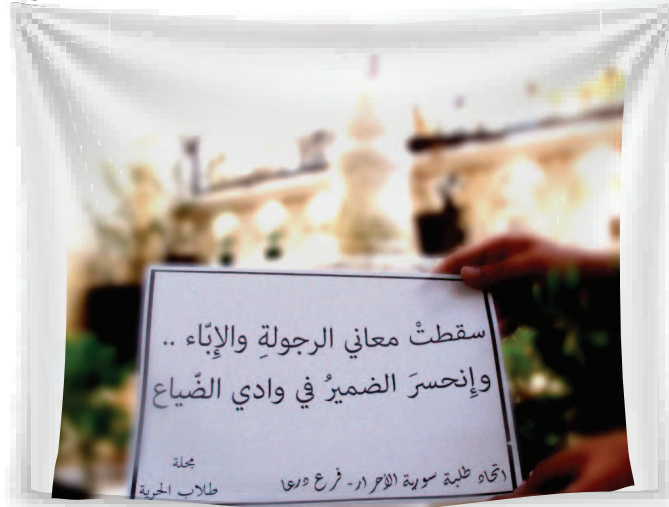 سقطتْ معاني الرجولةِ والإبّاء ..
وإنحسرَ الضميرُ في وادي الضّياع
اتحاد طلبة سورية الأحرار - فرع درعا
مجلة
طلاب الحرية